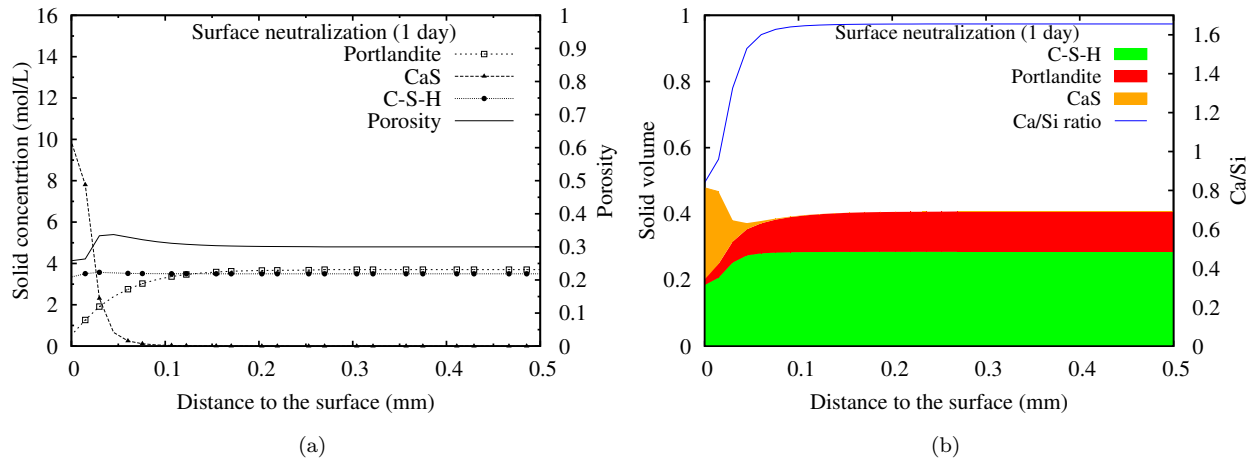 Surface neutralization (1 day)
Portlandite
CaS
C-S-H
Porosity
Solid concentrtion (mol/L)
0
2
4
6
8
10
12
14
16
Porosity
0
0.1
0.2
0.3
0.4
0.5
0.6
0.7
0.8
0.9
1
0 0.1 0.2 0.3 0.4 0.5
Distance to the surface (mm)
(a)
Surface neutralization (1 day)
C-S-H
Portlandite
CaS
Ca/Si ratio
Solid volume
0
0.2
0.4
0.6
0.8
1
Ca/Si
0
0.2
0.4
0.6
0.8
1
1.2
1.4
1.6
0 0.1 0.2 0.3 0.4 0.5
Distance to the surface (mm)
(b)